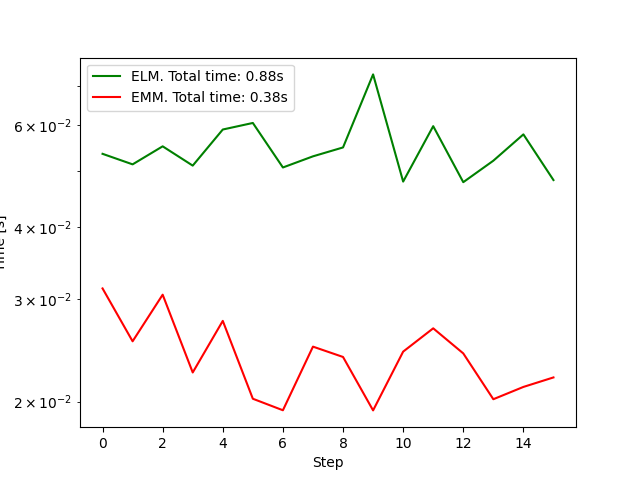 ELM. Total time: 0.88s
EMM. Total time: 0.38s
6 × 10⁻²
4 × 10⁻²
3 × 10⁻²
2 × 10⁻²
0 2 4 6 8 10 12 14
Step